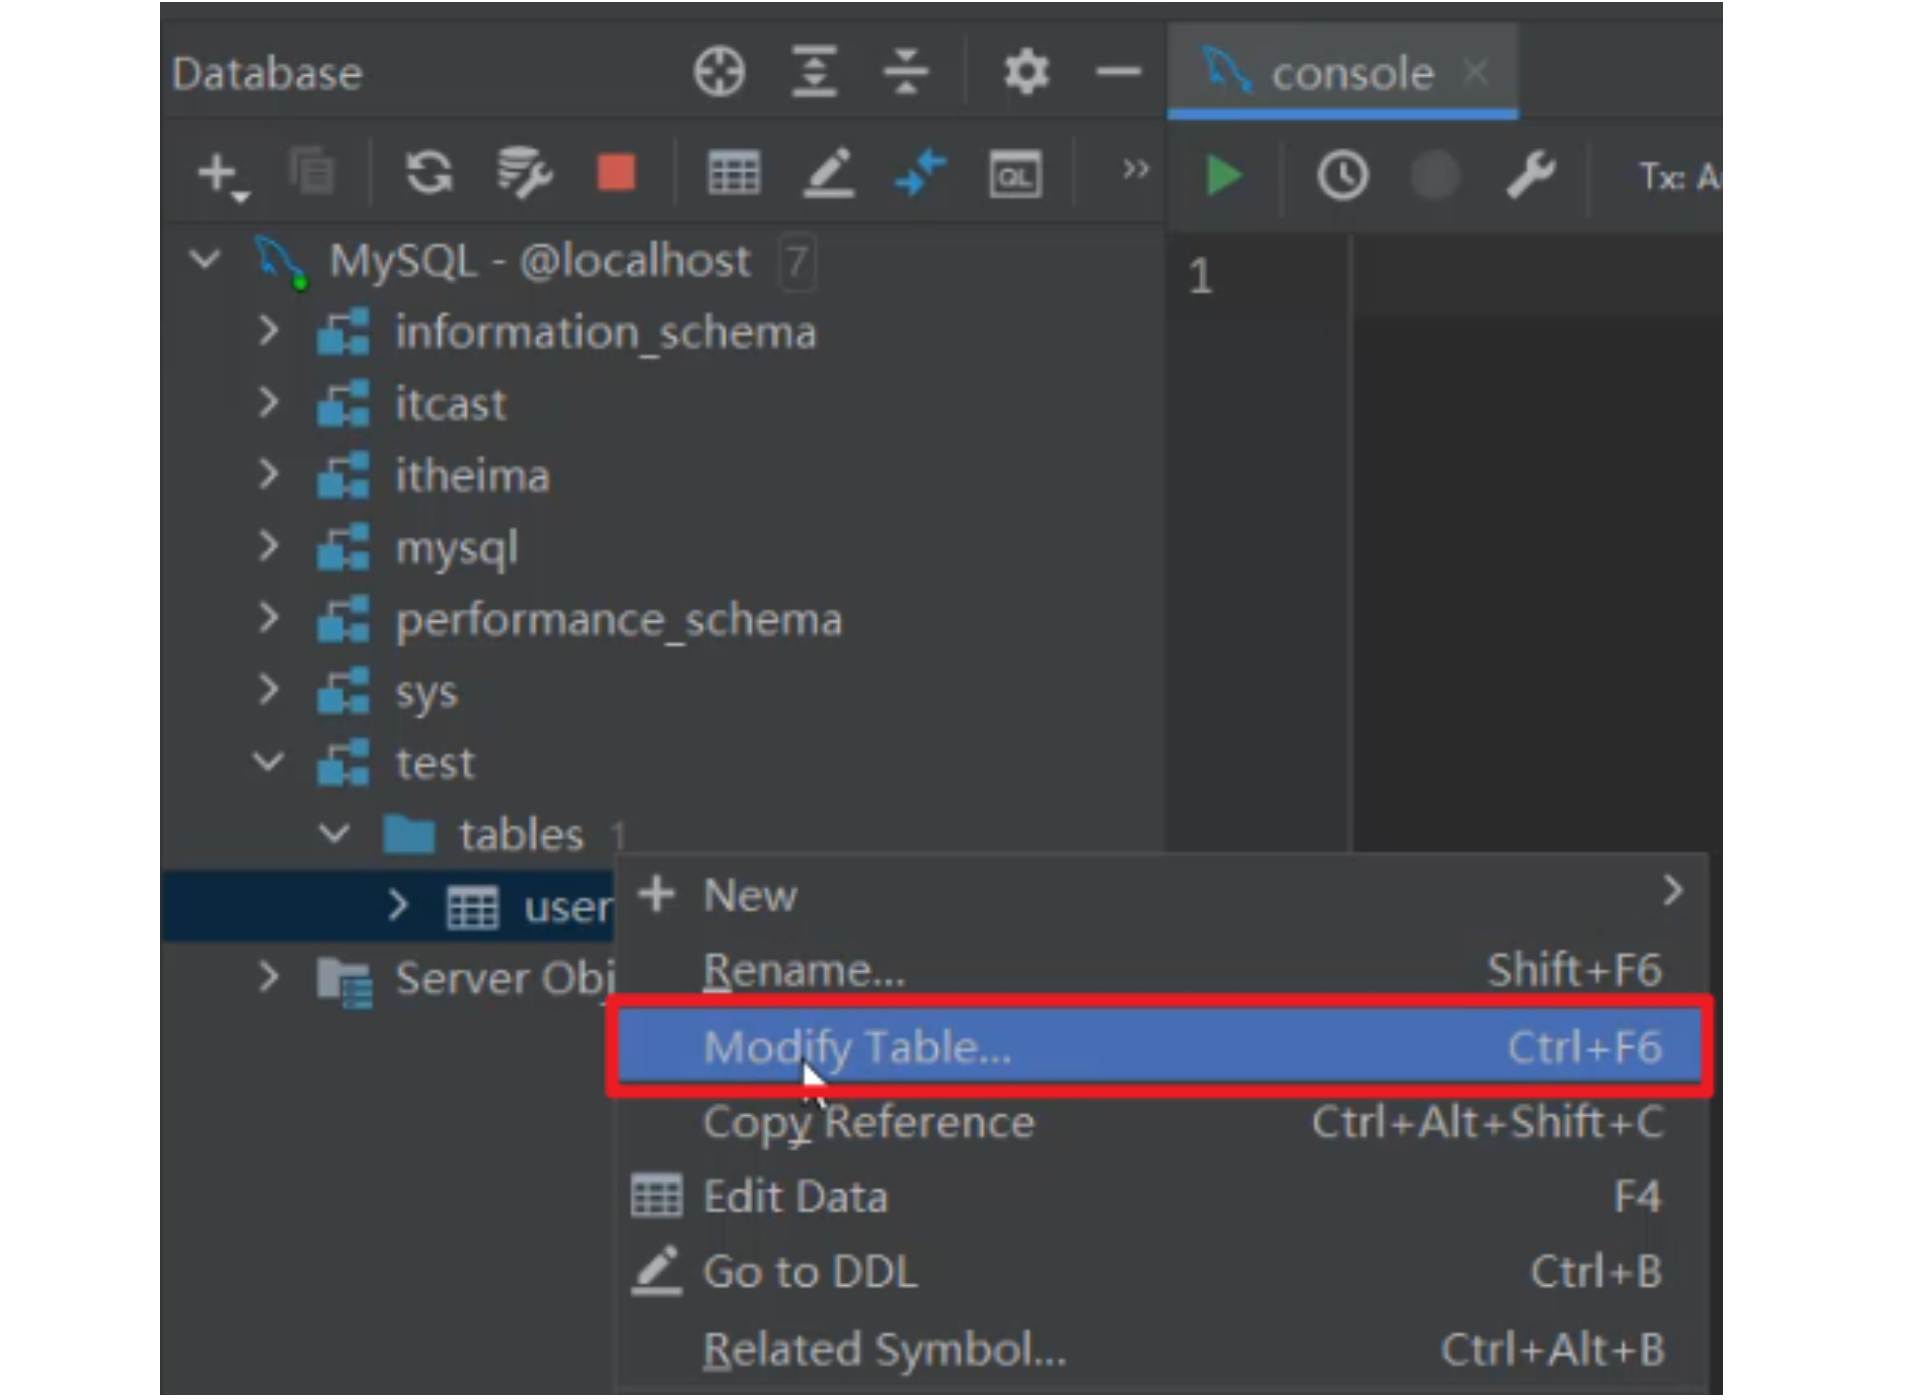 Database
console
QL
Tx:
MySQL - @localhost 7
1
information_schema
itcast
itheima
mysql
performance_schema
sys
test
tables 1
user
New
Server Obj
Rename... Shift+F6
Modify Table... Ctrl+F6
Copy Reference Ctrl+Alt+Shift+C
Edit Data F4
Go to DDL Ctrl+B
Related Symbol... Ctrl+Alt+B